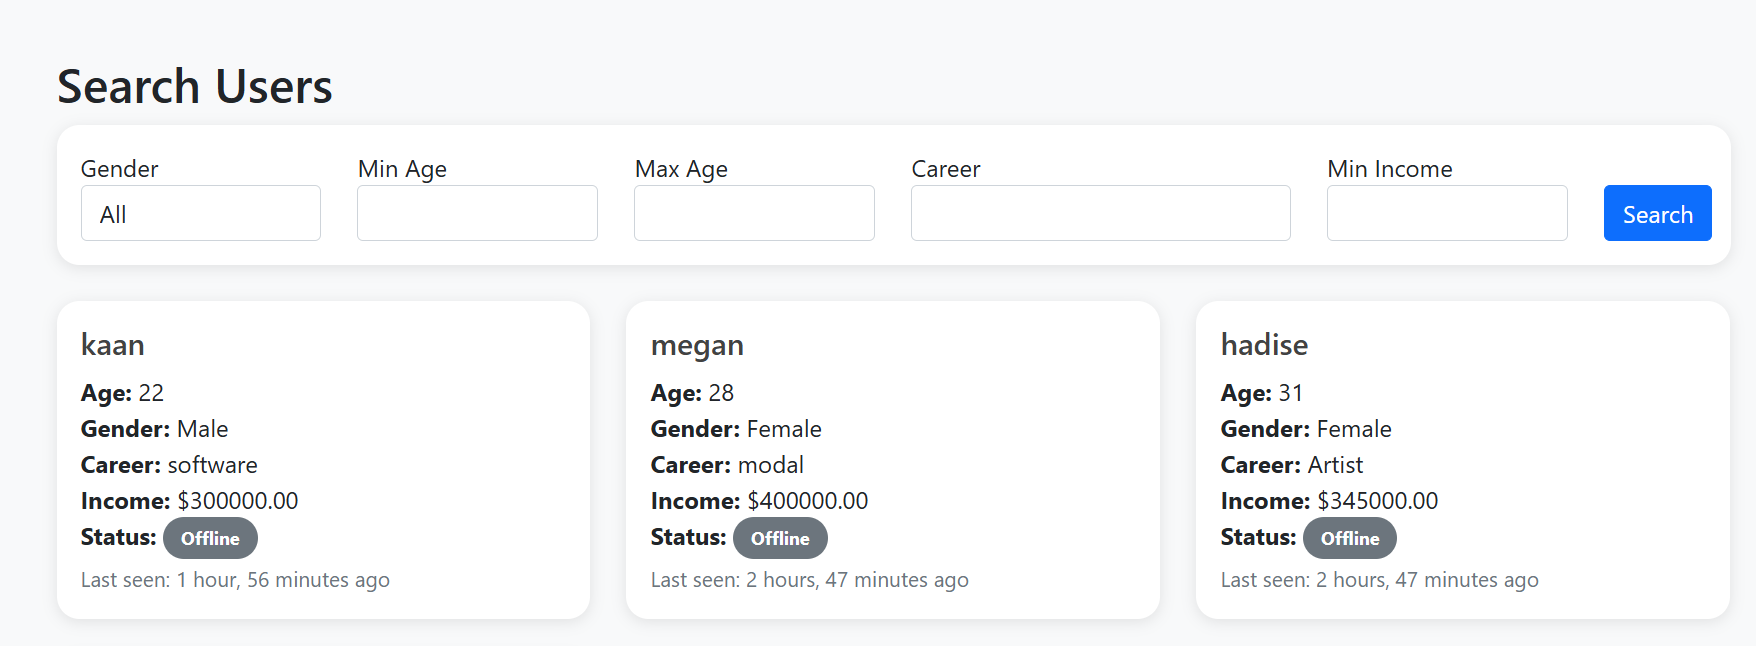 Search Users
Gender Min Age Max Age Career Min Income
All Search
kaan
Age: 22
Gender: Male
Career: software
Income: $300000.00
Status: Offline
Last seen: 1 hour, 56 minutes ago
megan
Age: 28
Gender: Female
Career: modal
Income: $400000.00
Status: Offline
Last seen: 2 hours, 47 minutes ago
hadise
Age: 31
Gender: Female
Career: Artist
Income: $345000.00
Status: Offline
Last seen: 2 hours, 47 minutes ago